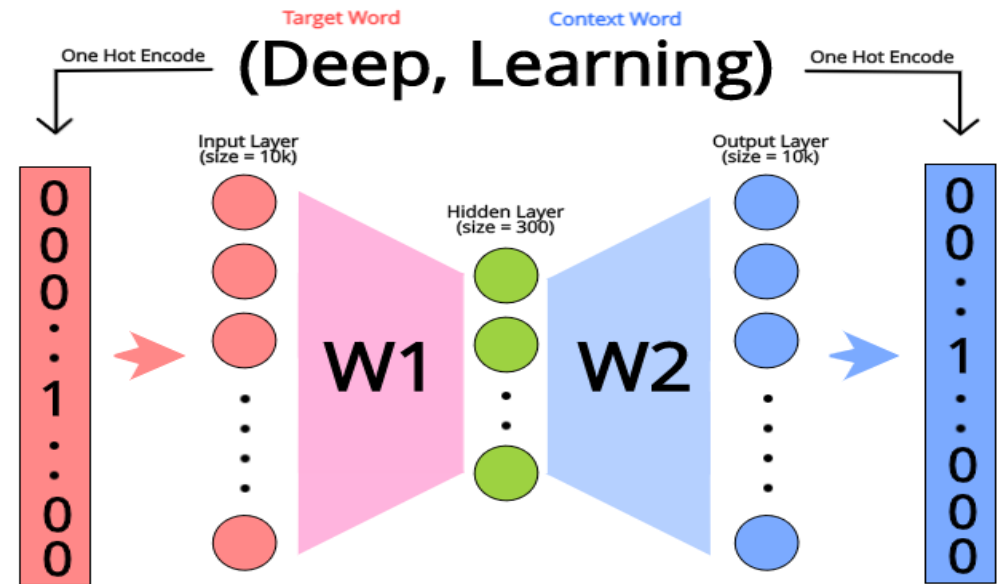 Target Word
Context Word
One Hot Encode
(Deep, Learning)
One Hot Encode
Input Layer
(size = 10k)
Output Layer
(size = 10k)
Hidden Layer
(size = 300)
0
0
0
.
.
1
.
.
0
0
W1
W2
0
0
.
.
1
.
.
0
0
0